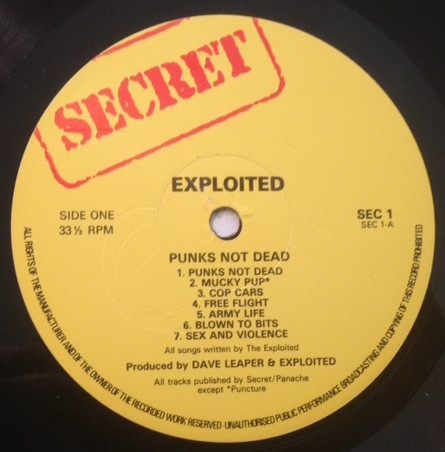 SECRET
EXPLOITED
SIDE ONE
33⅓ RPM
SEC 1
SEC 1-A
PUNKS NOT DEAD
1. PUNKS NOT DEAD
2. MUCKY PUP*
3. COP CARS
4. FREE FLIGHT
5. ARMY LIFE
6. BLOWN TO BITS
7. SEX AND VIOLENCE
All songs written by The Exploited
Produced by DAVE LEAPER & EXPLOITED
All tracks published by Secret/Panache
except *Puncture
ALL RIGHTS OF THE MANUFACTURER AND OF THE OWNER OF THE RECORDED WORK RESERVED · UNAUTHORISED PUBLIC PERFORMANCE BROADCASTING AND COPYING OF THIS RECORD PROHIBITED